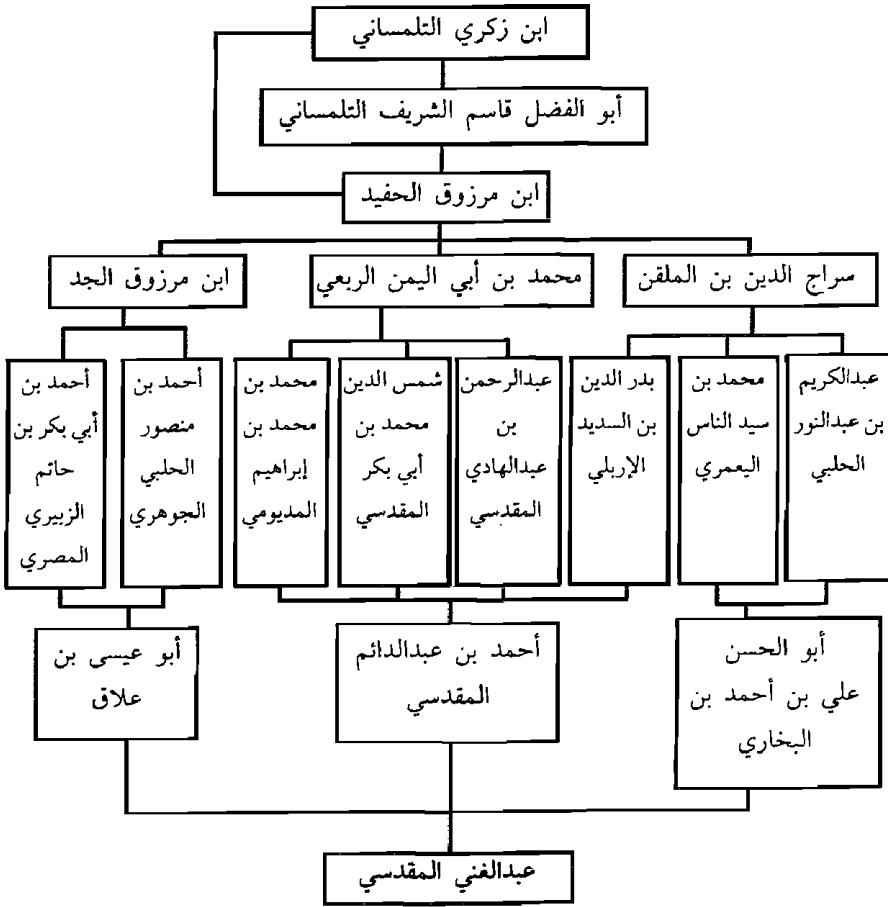 ابن زكري التلمساني
أبو الفضل قاسم الشريف التلمساني
ابن مرزوق الحفيد
سراج الدين بن الملقن
محمد بن أبي اليمن الربعي
ابن مرزوق الجد
عبدالكريم
بن عبدالنور
الحلبي
محمد بن
سيد الناس
اليعمري
بدر الدين
بن السديد
الإربلي
عبدالرحمن
بن
عبدالهادي
المقدسي
شمس الدين
محمد بن
أبي بكر
المقدسي
محمد بن
محمد بن
إبراهيم
المديومي
أحمد بن
منصور
الحلبي
الجوهري
أحمد بن
أبي بكر بن
حاتم
الزبيري
المصري
أبو الحسن
علي بن أحمد بن
البخاري
أحمد بن عبدالدائم
المقدسي
أبو عيسى بن
علاق
عبدالغني المقدسي